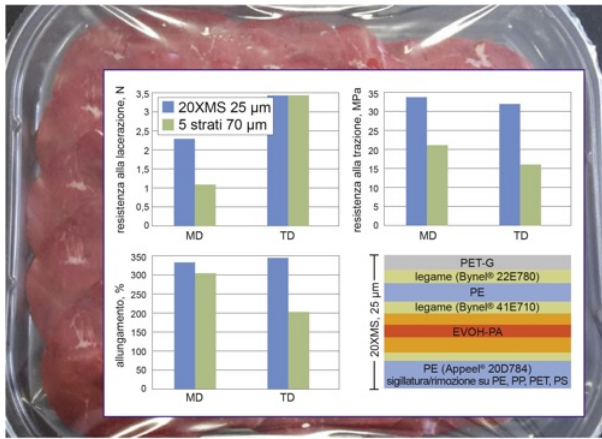 resistenza alla lacerazione, N
3,5
3
2,5
2
1,5
1
0,5
0
20XMS 25 µm
5 strati 70 µm
MD
TD
resistenza alla trazione, MPa
35
35
25
20
15
10
5
0
MD
TD
allungamento, %
350
300
250
200
150
100
50
0
MD
TD
20XMS, 25 µm
PET-G
legame (Bynel® 22E780)
PE
legame (Bynel® 41E710)
EVOH-PA
PE (Appeel® 20D784)
sigillatura/rimozione su PE, PP, PET, PS